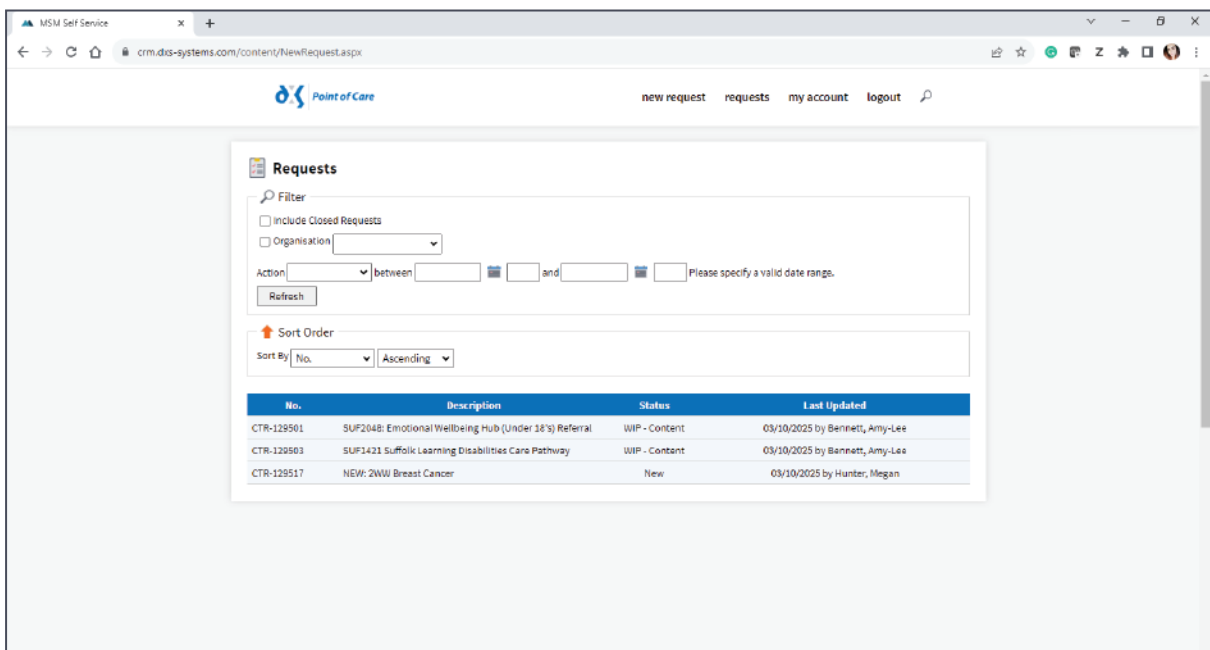 MSM Self Service
crm.dxs-systems.com/content/NewRequest.aspx
dxs Point of Care
new request requests my account logout
Requests
Filter
Include Closed Requests
Organisation
Action between and Please specify a valid date range.
Refresh
Sort Order
Sort By No. Ascending
No. Description Status Last Updated
CTR-129501 SUF2048: Emotional Wellbeing Hub (Under 18's) Referral WIP - Content 03/10/2025 by Bennett, Amy-Lee
CTR-129503 SUF1421 Suffolk Learning Disabilities Care Pathway WIP - Content 03/10/2025 by Bennett, Amy-Lee
CTR-129517 NEW: 2WW Breast Cancer New 03/10/2025 by Hunter, Megan